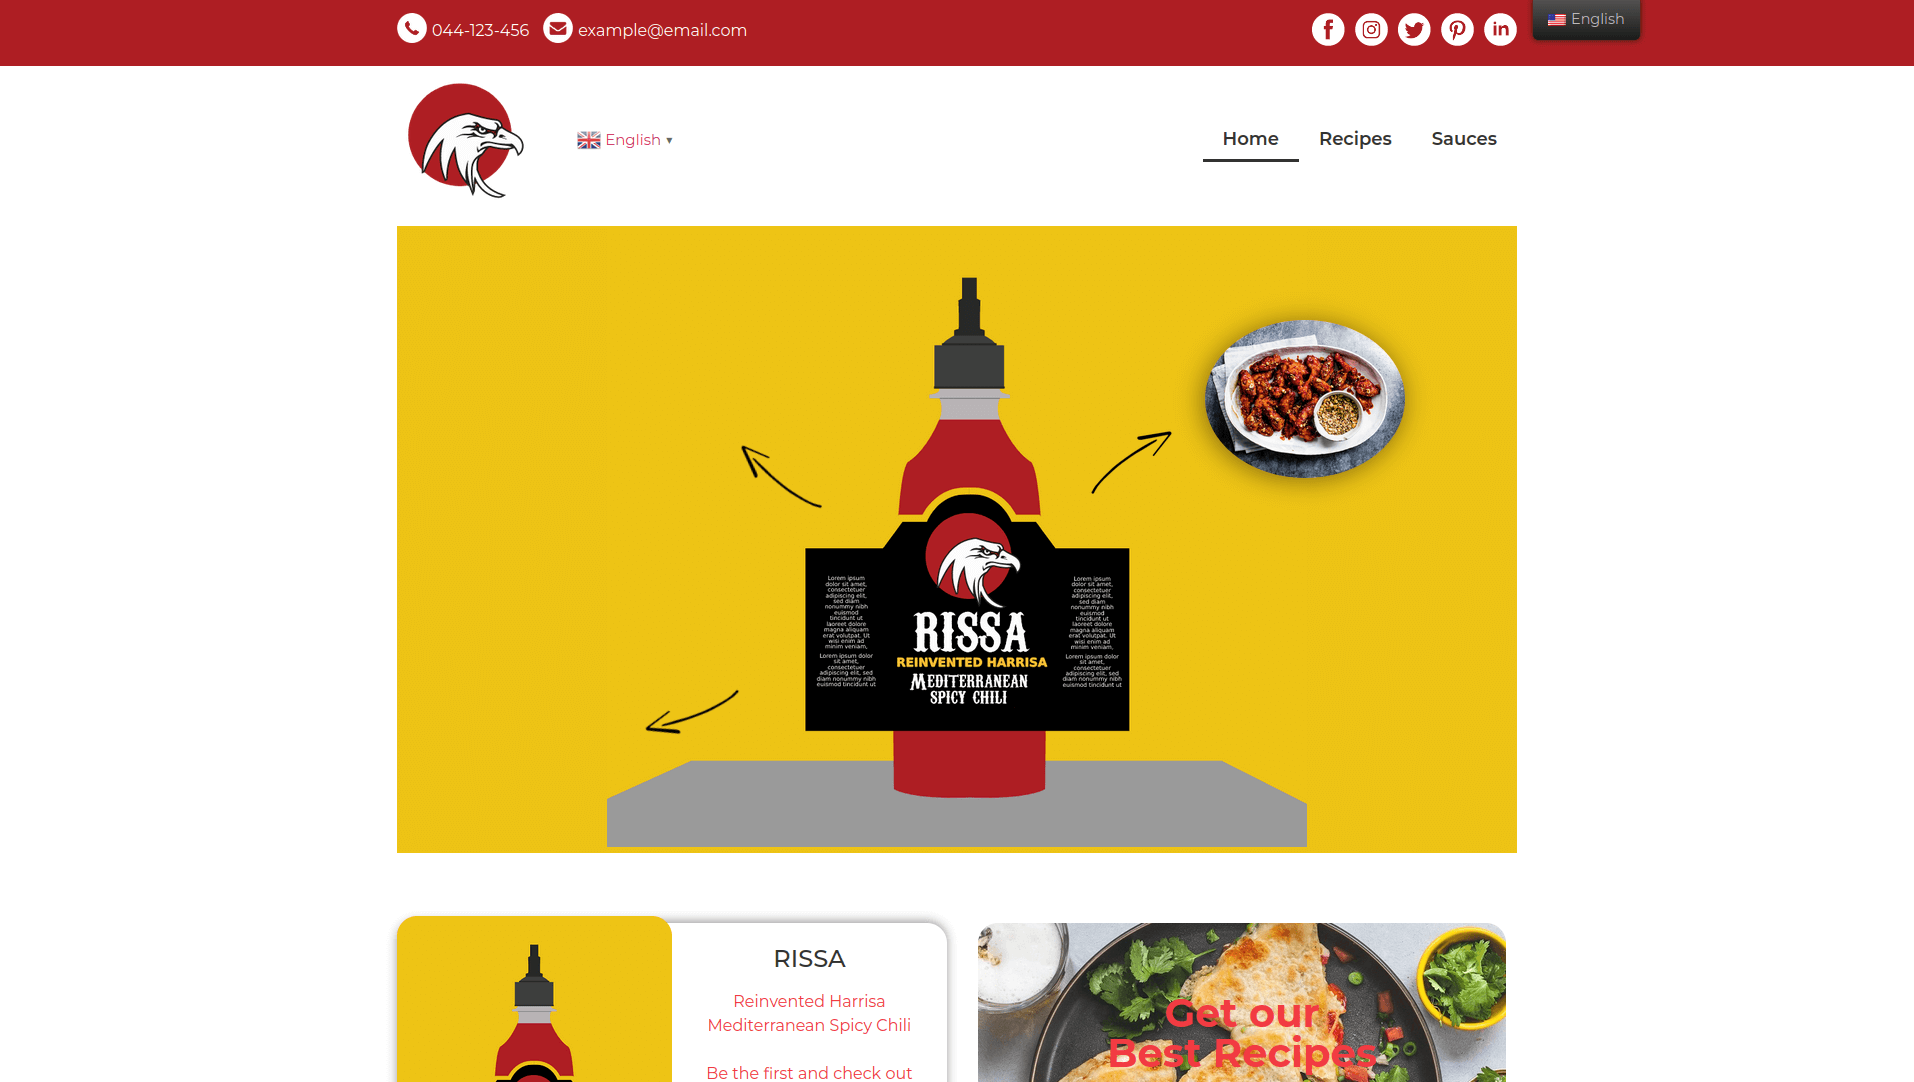 044-123-456
example@email.com
English
English ▾
Home
Recipes
Sauces
Lorem ipsum
dolor sit amet,
consectetuer
adipiscing elit,
sed diam
nonummy nibh
euismod
tincidunt ut
laoreet dolore
magna aliquam
erat volutpat. Ut
wisi enim ad
minim veniam,
Lorem ipsum dolor
sit amet,
consectetuer
adipiscing elit, sed
diam nonummy nibh
euismod tincidunt ut
RISSA
REINVENTED HARRISA
MEDITERRANEAN
SPICY CHILI
Lorem ipsum
dolor sit amet,
consectetuer
adipiscing elit,
sed diam
nonummy nibh
euismod
tincidunt ut
laoreet dolore
magna aliquam
erat volutpat. Ut
wisi enim ad
minim veniam,
Lorem ipsum dolor
sit amet,
consectetuer
adipiscing elit, sed
diam nonummy nibh
euismod tincidunt ut
RISSA
Reinvented Harrisa
Mediterranean Spicy Chili
Be the first and check out
Get our
Best Recipes